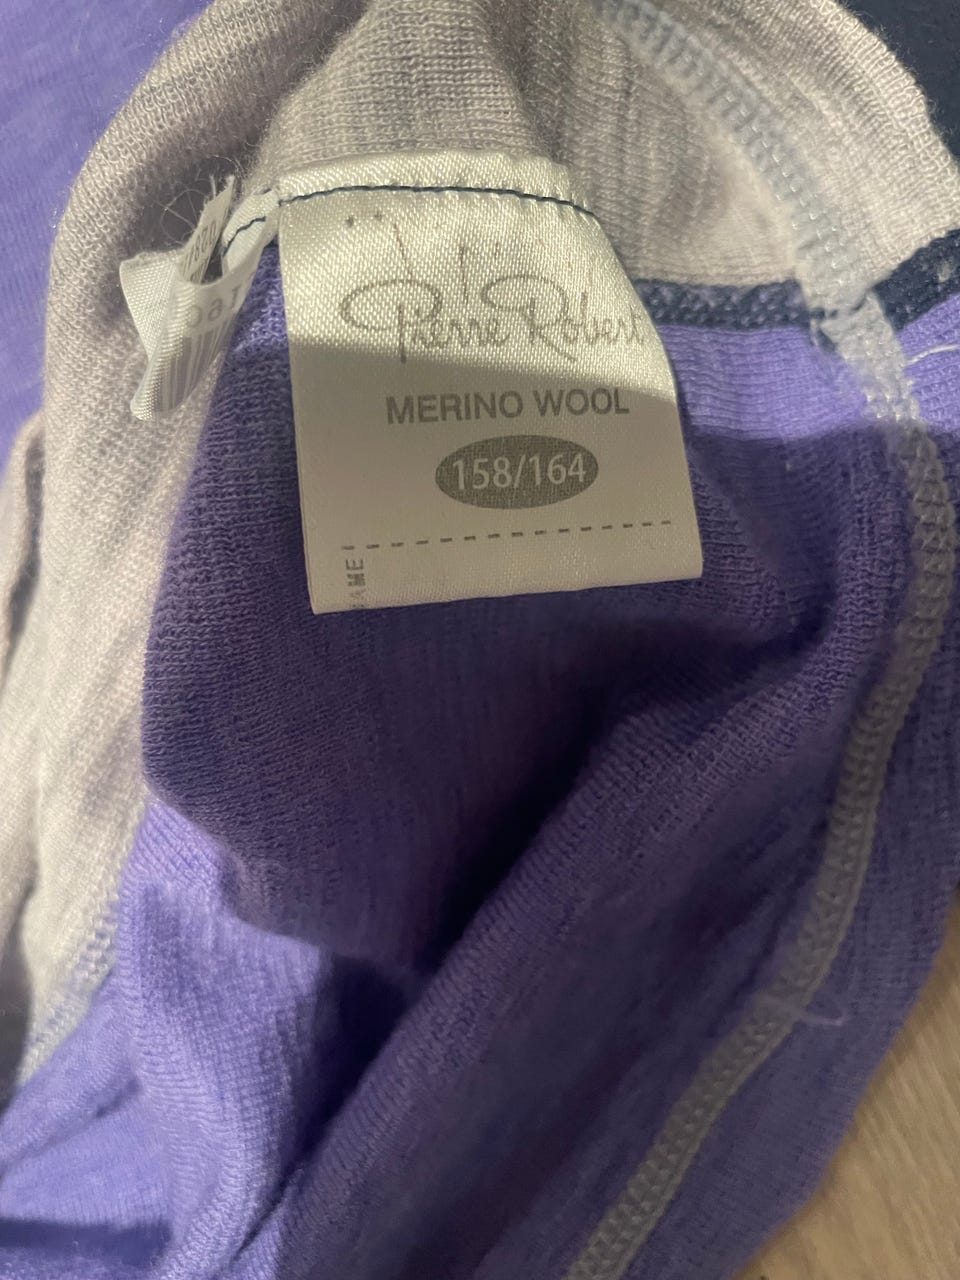 Pierre Robert
MERINO WOOL
158/164